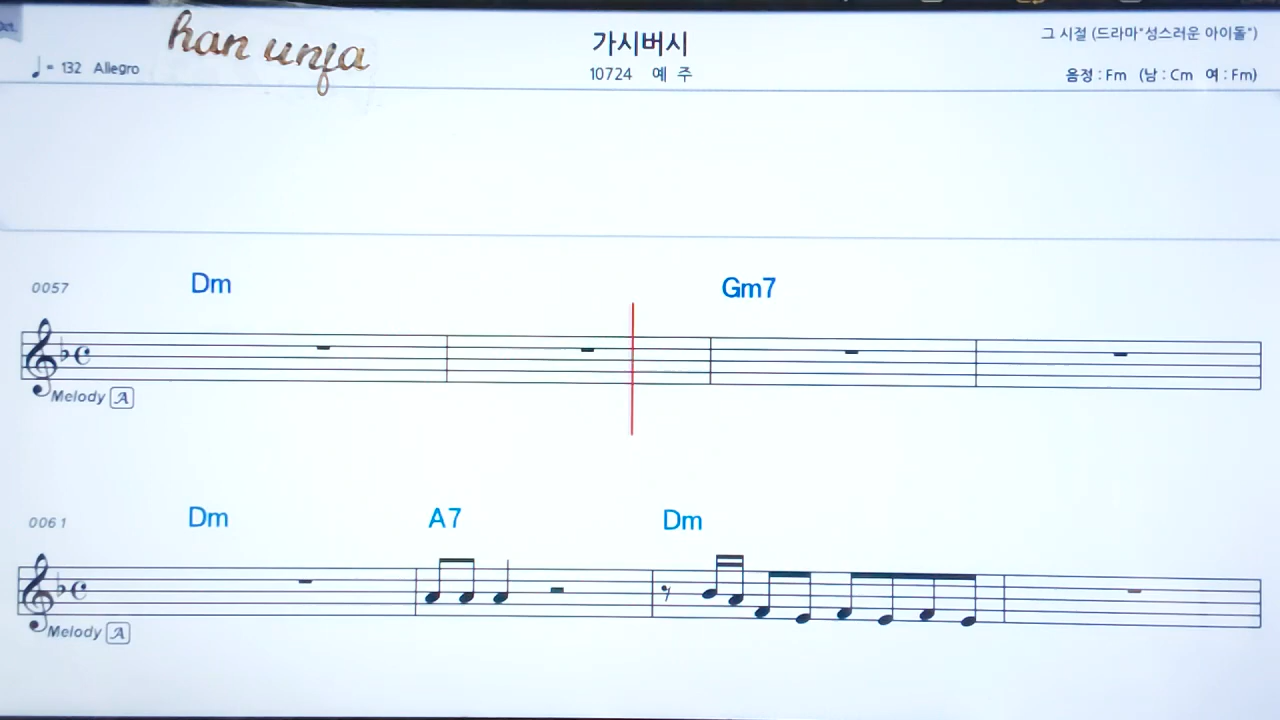 han unja
가시버시
그 시절 (드라마"성스러운 아이돌")
♩ = 132 Allegro
10724 예 주
음정 : Fm (남 : Cm 여 : Fm)
0057 Dm Gm7
Melody A
0061 Dm A7 Dm
Melody A